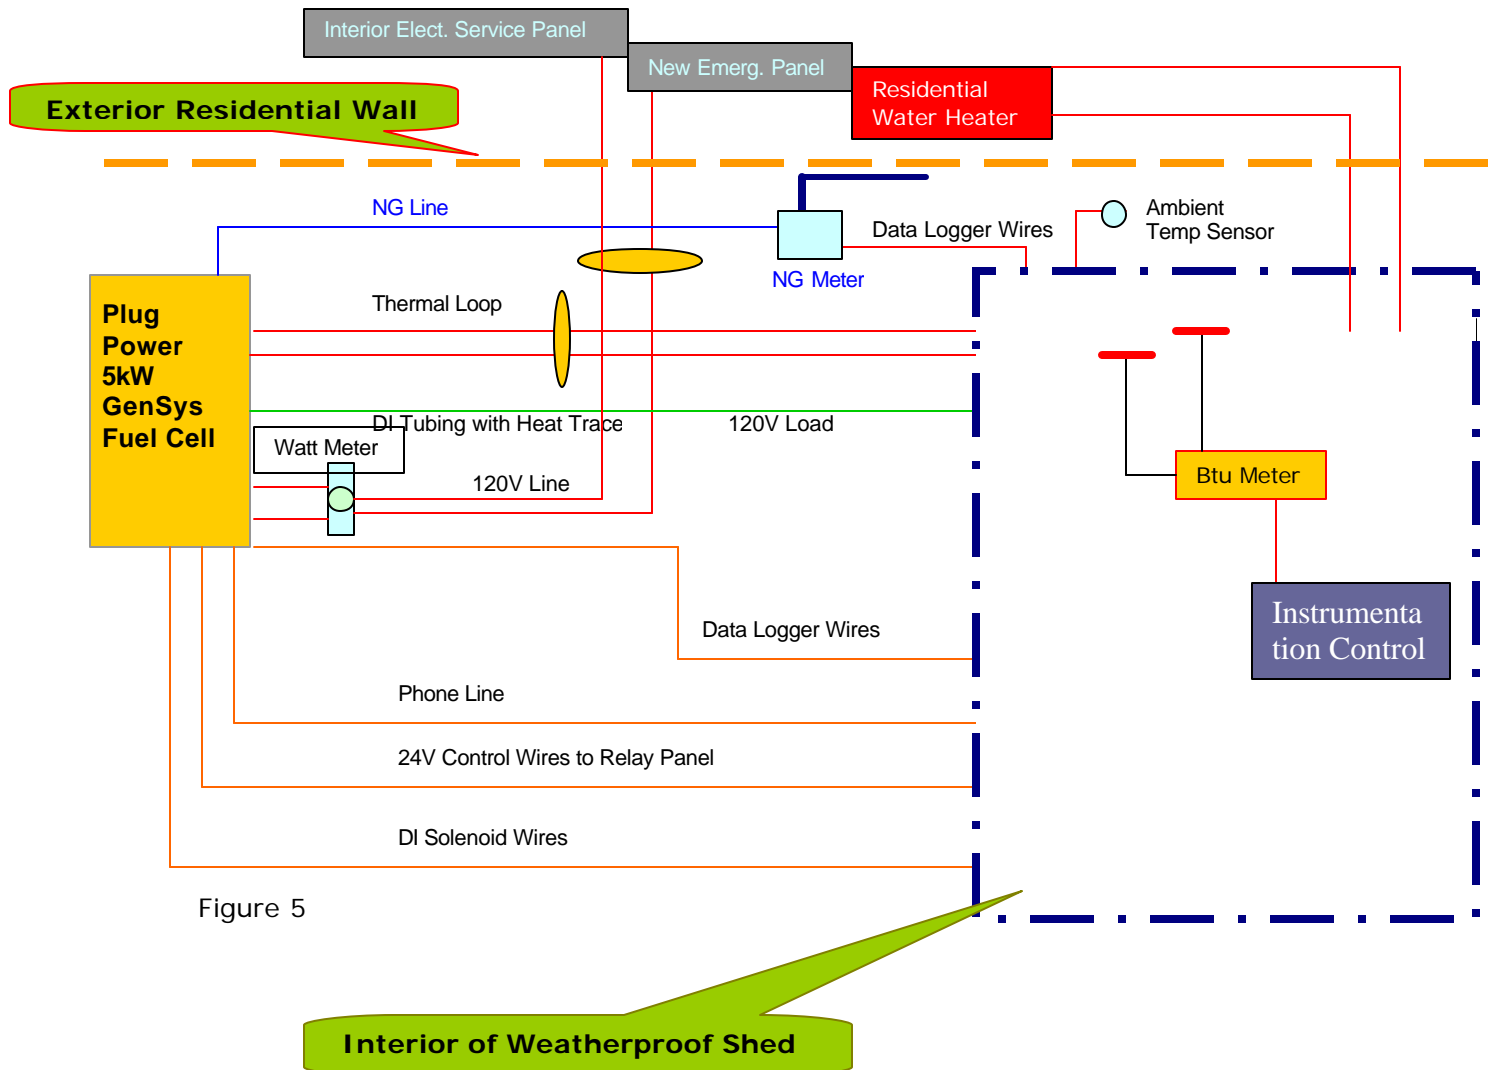 Interior Elect. Service Panel
New Emerg. Panel
Residential
Water Heater
Exterior Residential Wall
NG Line
Data Logger Wires
Ambient
Temp Sensor
NG Meter
Thermal Loop
Plug
Power
5kW
GenSys
Fuel Cell
DI Tubing with Heat Trace
120V Load
Watt Meter
120V Line
Btu Meter
Instrumenta
tion Control
Data Logger Wires
Phone Line
24V Control Wires to Relay Panel
DI Solenoid Wires
Figure 5
Interior of Weatherproof Shed